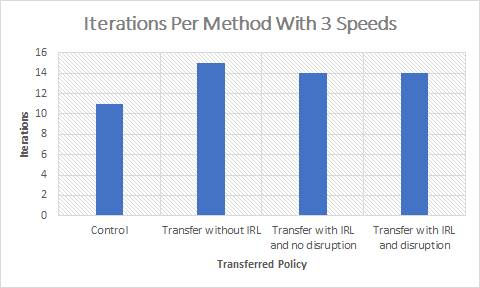 Iterations Per Method With 3 Speeds
16
14
12
10
8
6
4
2
0
Iterations
Control
Transfer without IRL
Transfer with IRL
and no disruption
Transfer with IRL
and disruption
Transferred Policy